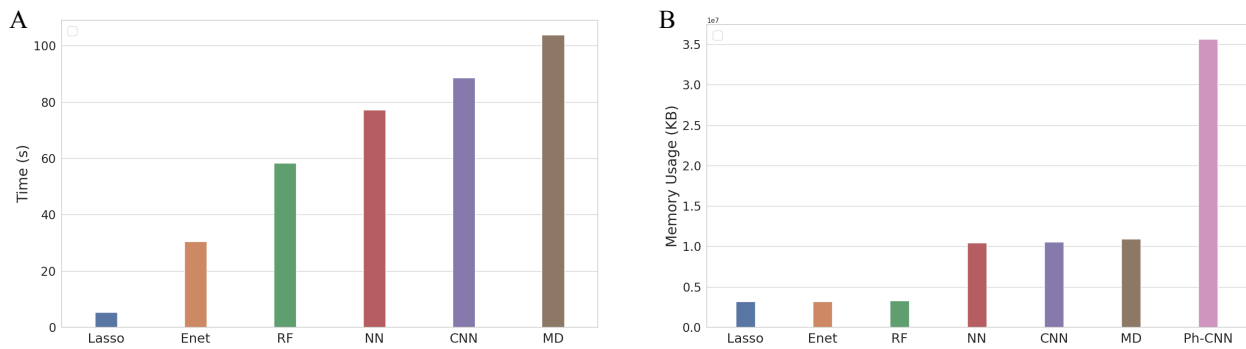 A
Time (s)
100
80
60
40
20
0
Lasso Enet RF NN CNN MD
B
1e7
Memory Usage (KB)
3.5
3.0
2.5
2.0
1.5
1.0
0.5
0.0
Lasso Enet RF NN CNN MD Ph-CNN